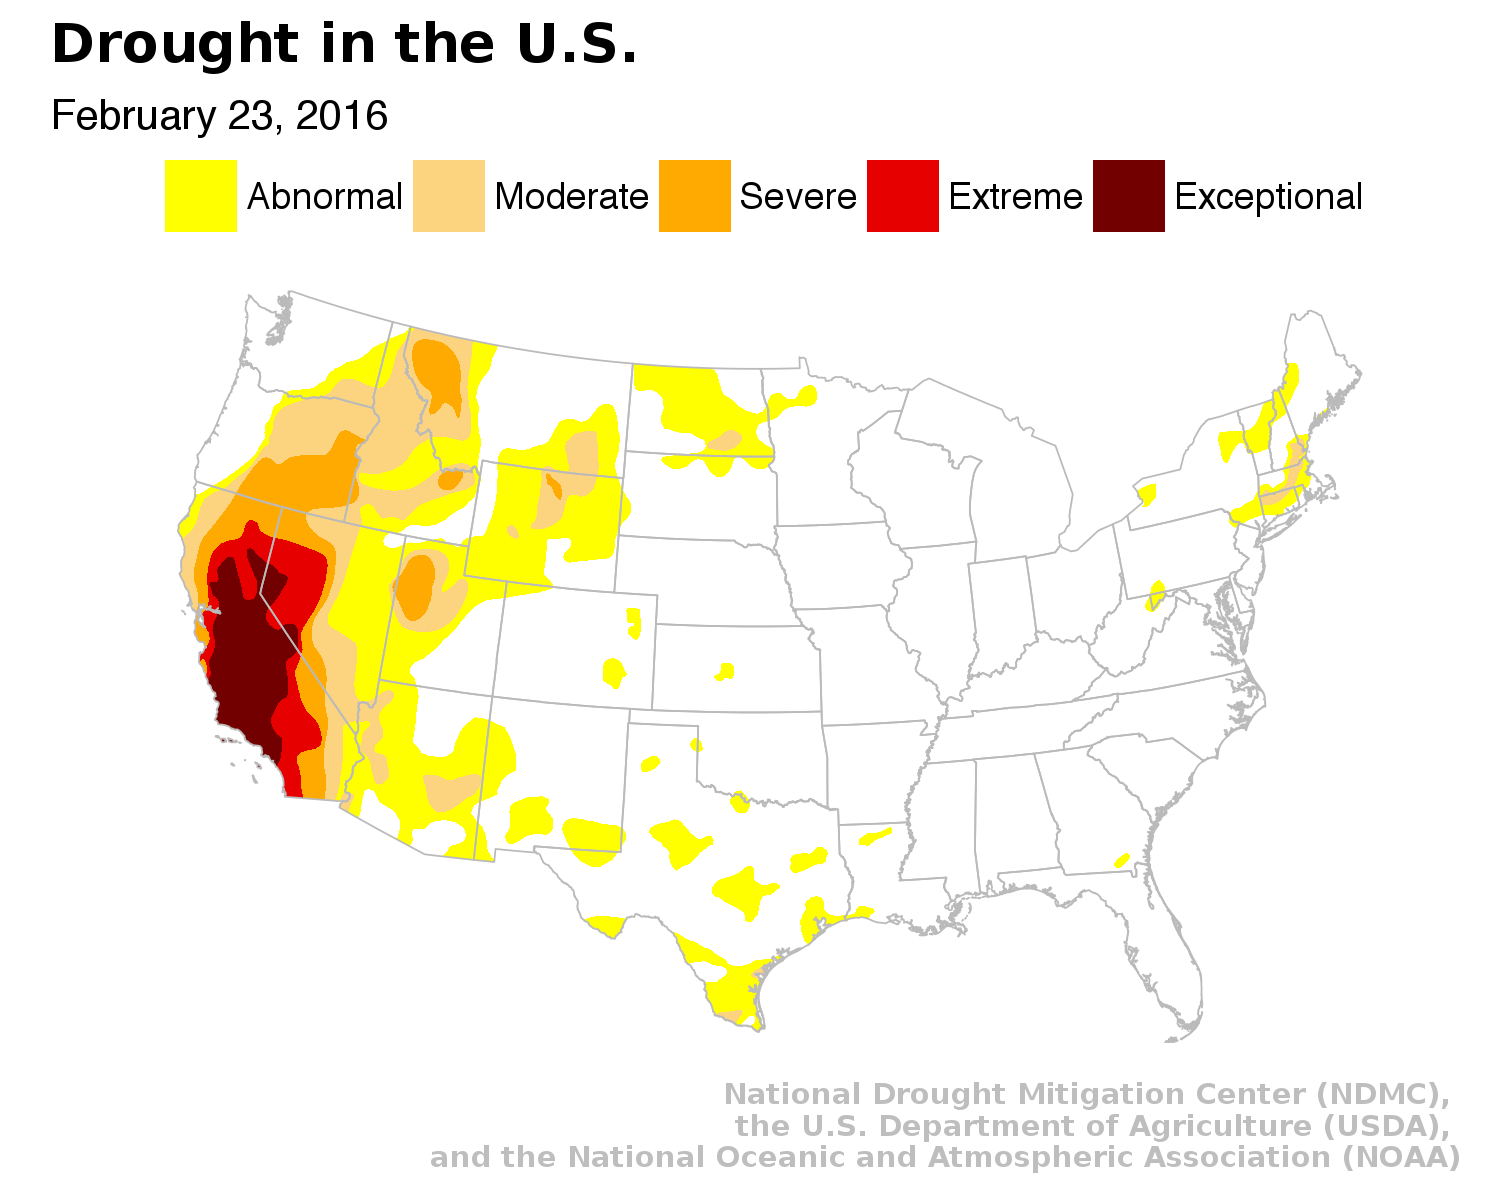 Drought in the U.S.
February 23, 2016
Abnormal Moderate Severe Extreme Exceptional
National Drought Mitigation Center (NDMC),
the U.S. Department of Agriculture (USDA),
and the National Oceanic and Atmospheric Association (NOAA)